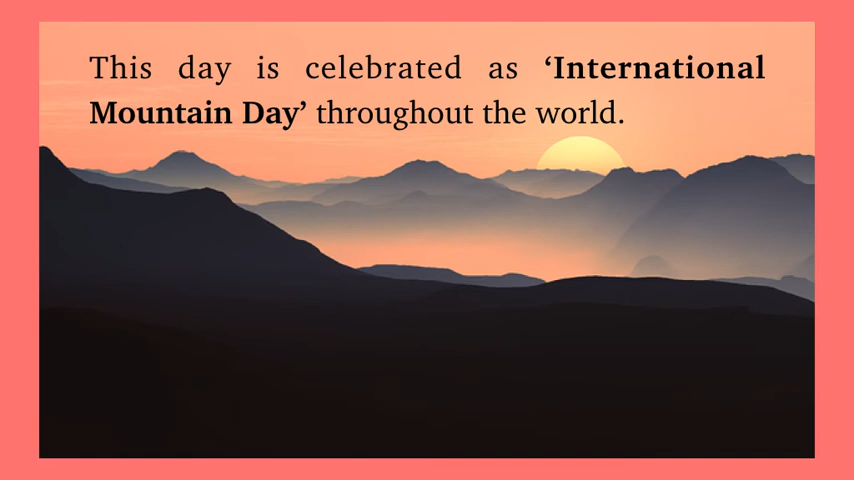 This day is celebrated as ‘International
Mountain Day’ throughout the world.